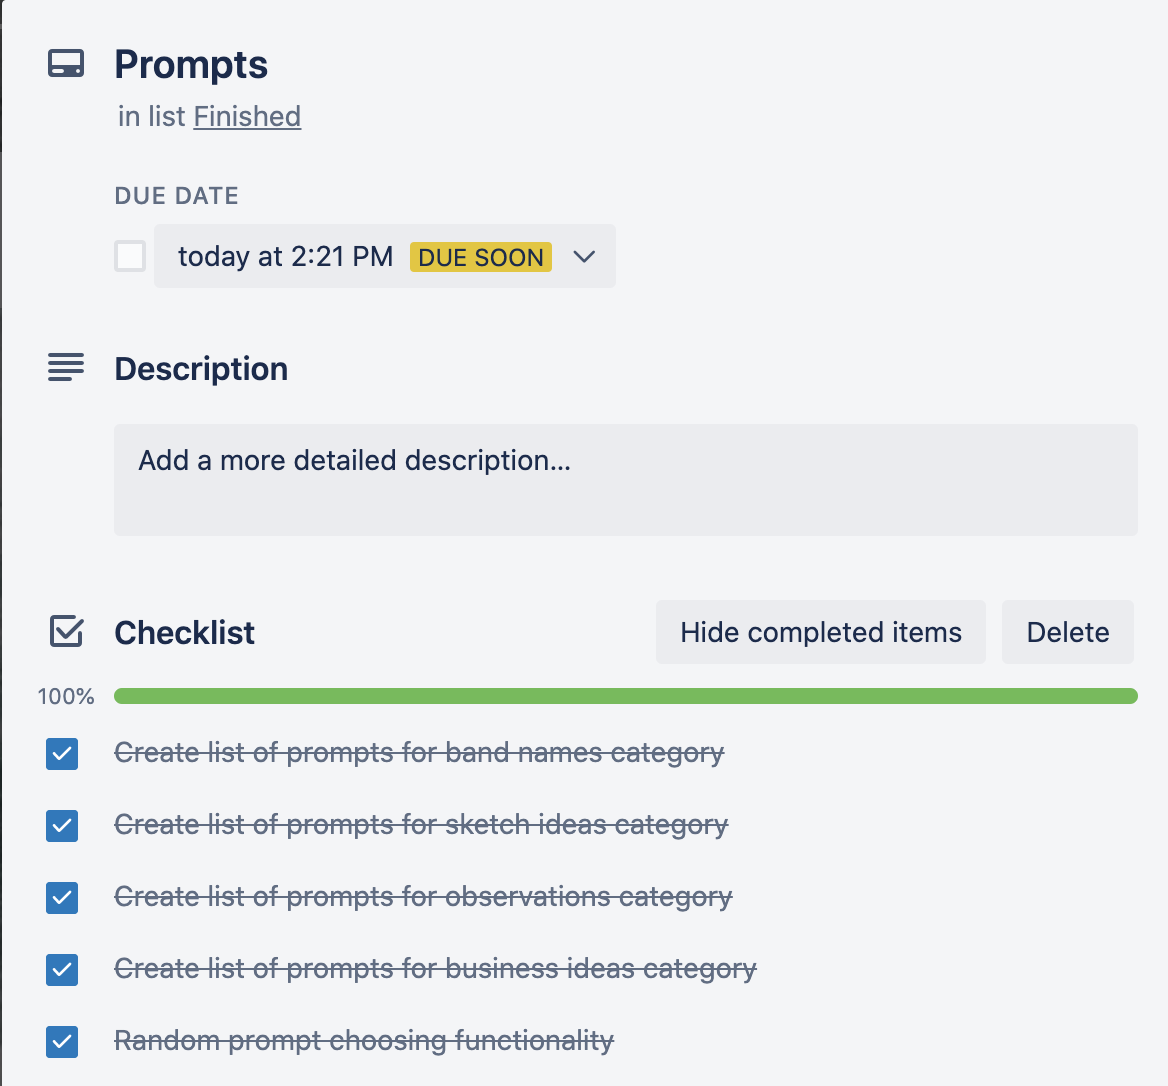 Prompts
in list Finished
DUE DATE
today at 2:21 PM DUE SOON
Description
Add a more detailed description...
Checklist Hide completed items Delete
100%
Create list of prompts for band names category
Create list of prompts for sketch ideas category
Create list of prompts for observations category
Create list of prompts for business ideas category
Random prompt choosing functionality